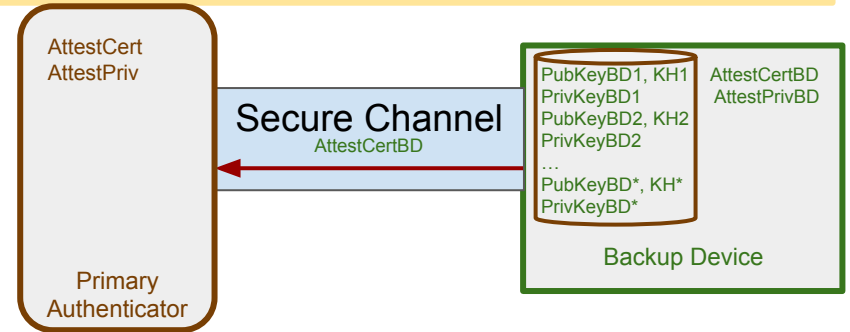 AttestCert
AttestPriv
Primary
Authenticator
Secure Channel
AttestCertBD
PubKeyBD1, KH1
PrivKeyBD1
PubKeyBD2, KH2
PrivKeyBD2
…
PubKeyBD*, KH*
PrivKeyBD*
AttestCertBD
AttestPrivBD
Backup Device